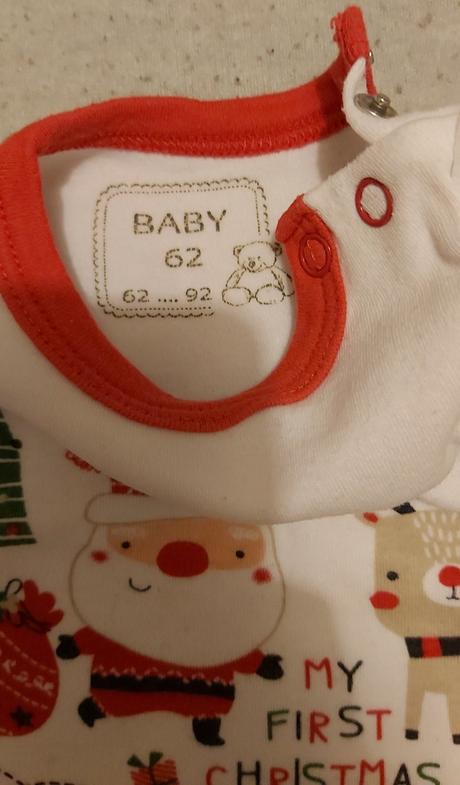 BABY
62
62 .... 92
MY
FIRST
CHRISTMAS